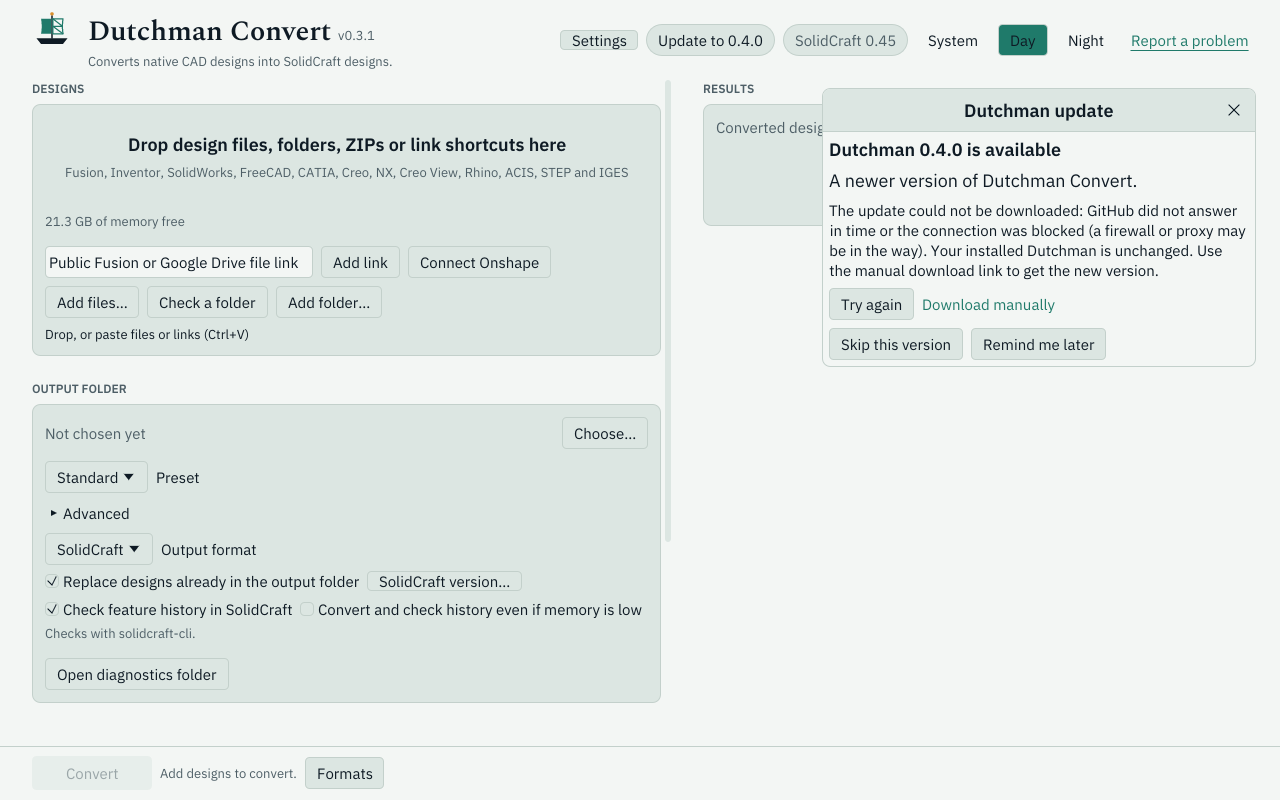 Dutchman Convert v0.3.1
Converts native CAD designs into SolidCraft designs.
Settings
Update to 0.4.0
SolidCraft 0.45
System
Day
Night
Report a problem
DESIGNS
Drop design files, folders, ZIPs or link shortcuts here
Fusion, Inventor, SolidWorks, FreeCAD, CATIA, Creo, NX, Creo View, Rhino, ACIS, STEP and IGES
21.3 GB of memory free
Public Fusion or Google Drive file link
Add link
Connect Onshape
Add files...
Check a folder
Add folder...
Drop, or paste files or links (Ctrl+V)
OUTPUT FOLDER
Not chosen yet
Choose...
Standard
Preset
Advanced
SolidCraft
Output format
Replace designs already in the output folder
SolidCraft version...
Check feature history in SolidCraft
Convert and check history even if memory is low
Checks with solidcraft-cli.
Open diagnostics folder
RESULTS
Converted
Dutchman update
Dutchman 0.4.0 is available
A newer version of Dutchman Convert.
The update could not be downloaded: GitHub did not answer
in time or the connection was blocked (a firewall or proxy may
be in the way). Your installed Dutchman is unchanged. Use
the manual download link to get the new version.
Try again
Download manually
Skip this version
Remind me later
Convert
Add designs to convert.
Formats